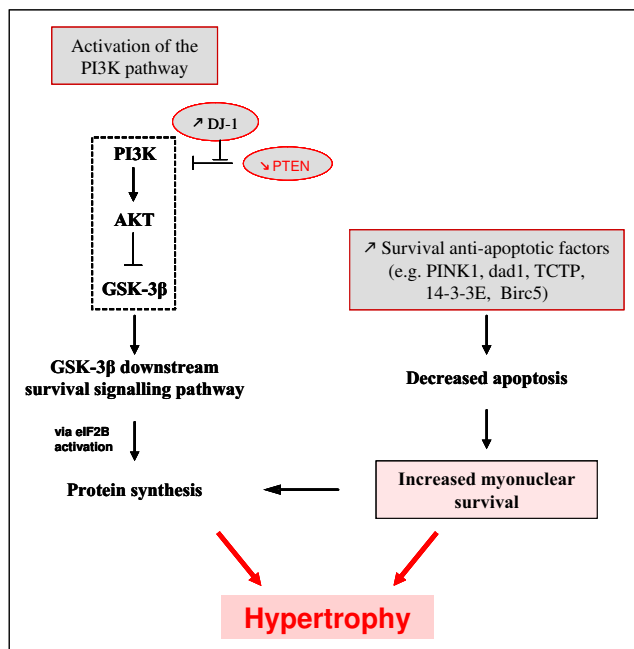 Activation of the
PI3K pathway
↗ DJ-1
PI3K
↘ PTEN
AKT
GSK-3β
↗ Survival anti-apoptotic factors
(e.g. PINK1, dad1, TCTP,
14-3-3E, Birc5)
GSK-3β downstream
survival signalling pathway
Decreased apoptosis
via eIF2B
activation
Protein synthesis
Increased myonuclear
survival
Hypertrophy